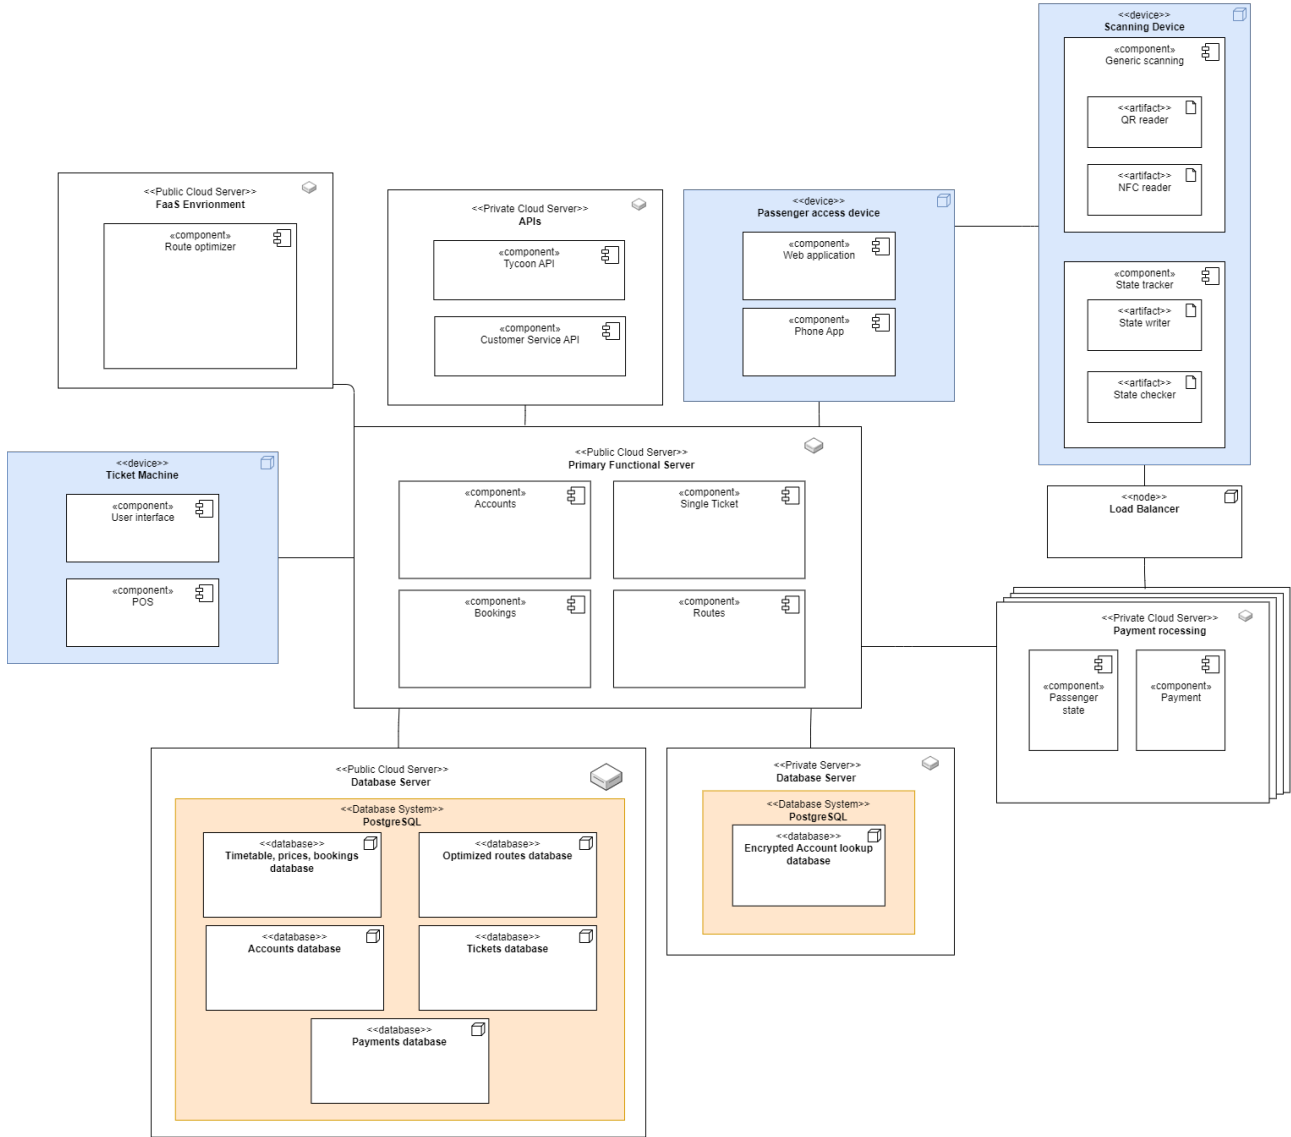 <<device>>
Scanning Device
«component»
Generic scanning
<<artifact>>
QR reader
<<artifact>>
NFC reader
«component»
State tracker
<<artifact>>
State writer
<<artifact>>
State checker
<<Public Cloud Server>>
FaaS Envrionment
«component»
Route optimizer
<<Private Cloud Server>>
APIs
«component»
Tycoon API
«component»
Customer Service API
<<device>>
Passenger access device
«component»
Web application
«component»
Phone App
<<device>>
Ticket Machine
«component»
User interface
«component»
POS
<<Public Cloud Server>>
Primary Functional Server
«component»
Accounts
«component»
Single Ticket
«component»
Bookings
«component»
Routes
<<node>>
Load Balancer
<<Private Cloud Server>>
Payment rocessing
«component»
Passenger
state
«component»
Payment
<<Public Cloud Server>>
Database Server
<<Database System>>
PostgreSQL
<<database>>
Timetable, prices, bookings
database
<<database>>
Optimized routes database
<<database>>
Accounts database
<<database>>
Tickets database
<<database>>
Payments database
<<Private Server>>
Database Server
<<Database System>>
PostgreSQL
<<database>>
Encrypted Account lookup
database